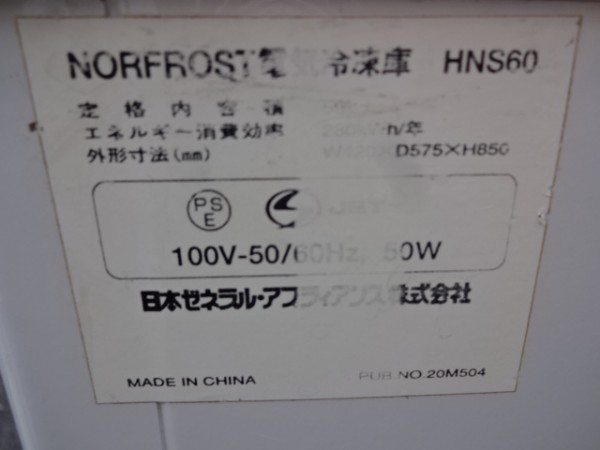 NORFROST電気冷凍庫 HNS60
定格内容積
エネルギー消費効率 h/年
外形寸法(mm) D575×H850
PS
E
100V-50/60Hz, 50W
日本ゼネラル・アプライアンス株式会社
MADE IN CHINA PUB NO.20M504